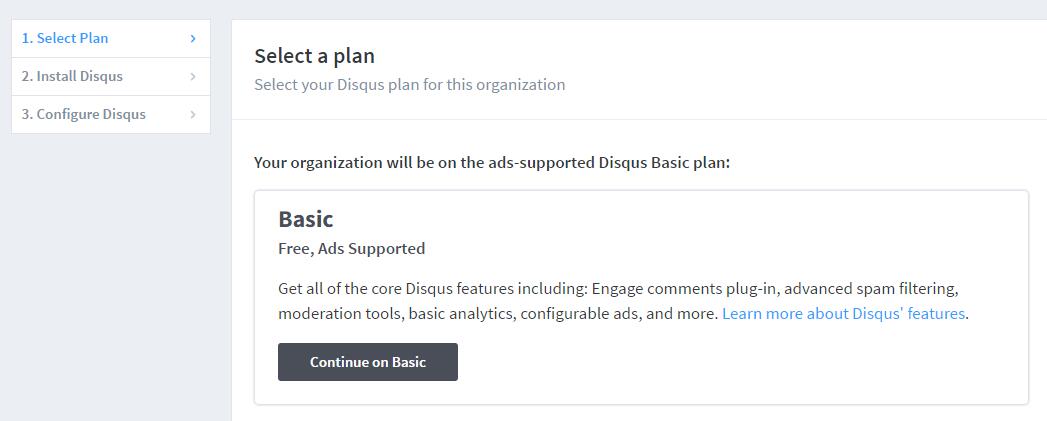 1. Select Plan
2. Install Disqus
3. Configure Disqus
Select a plan
Select your Disqus plan for this organization
Your organization will be on the ads-supported Disqus Basic plan:
Basic
Free, Ads Supported
Get all of the core Disqus features including: Engage comments plug-in, advanced spam filtering,
moderation tools, basic analytics, configurable ads, and more. Learn more about Disqus' features.
Continue on Basic